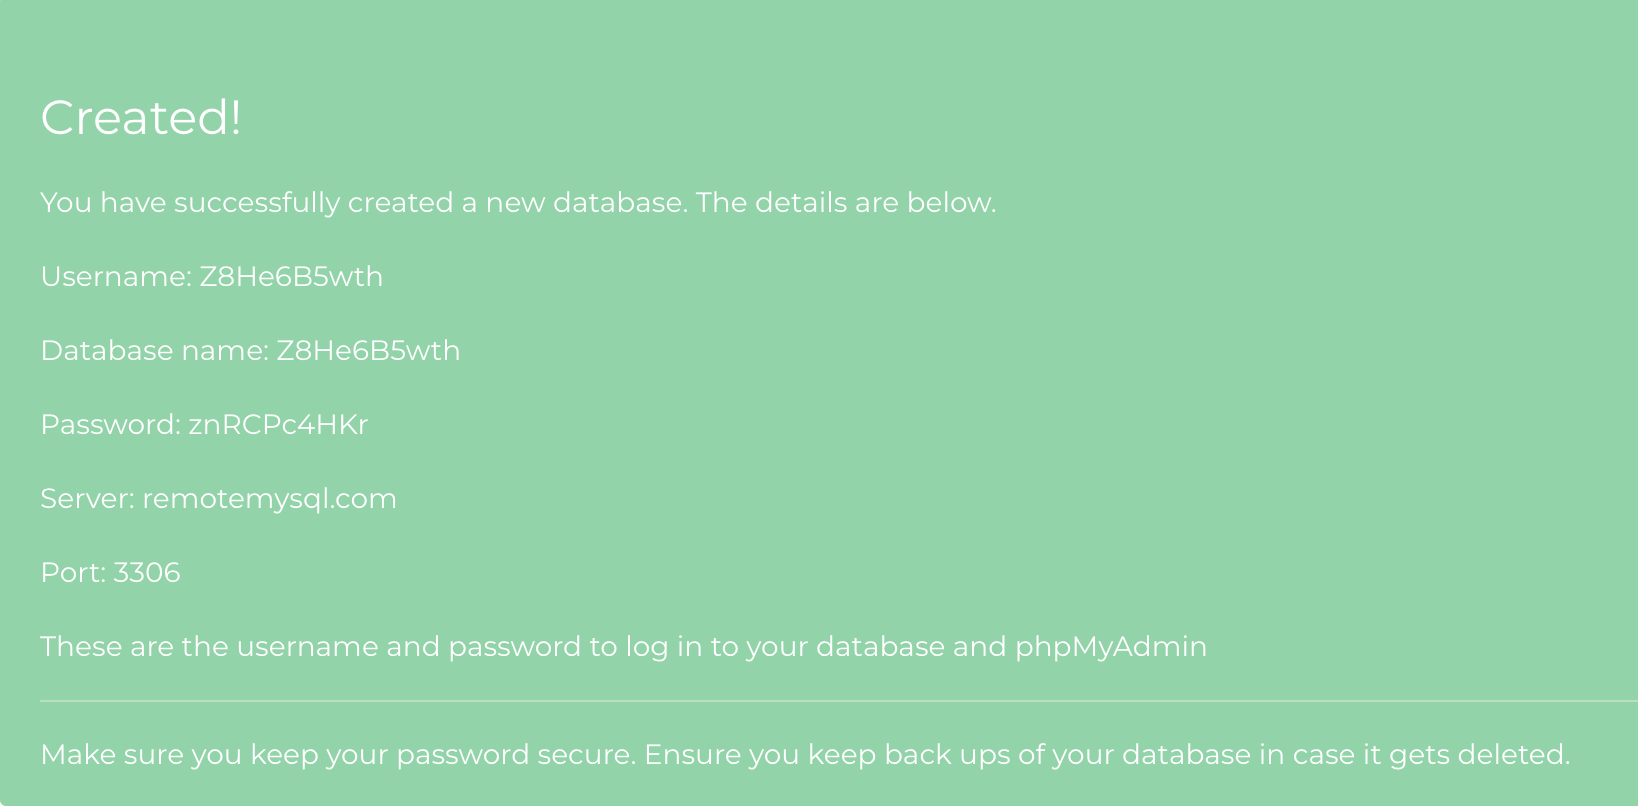 Created!
You have successfully created a new database. The details are below.
Username: Z8He6B5wth
Database name: Z8He6B5wth
Password: znRCPc4HKr
Server: remotemysql.com
Port: 3306
These are the username and password to log in to your database and phpMyAdmin
Make sure you keep your password secure. Ensure you keep back ups of your database in case it gets deleted.